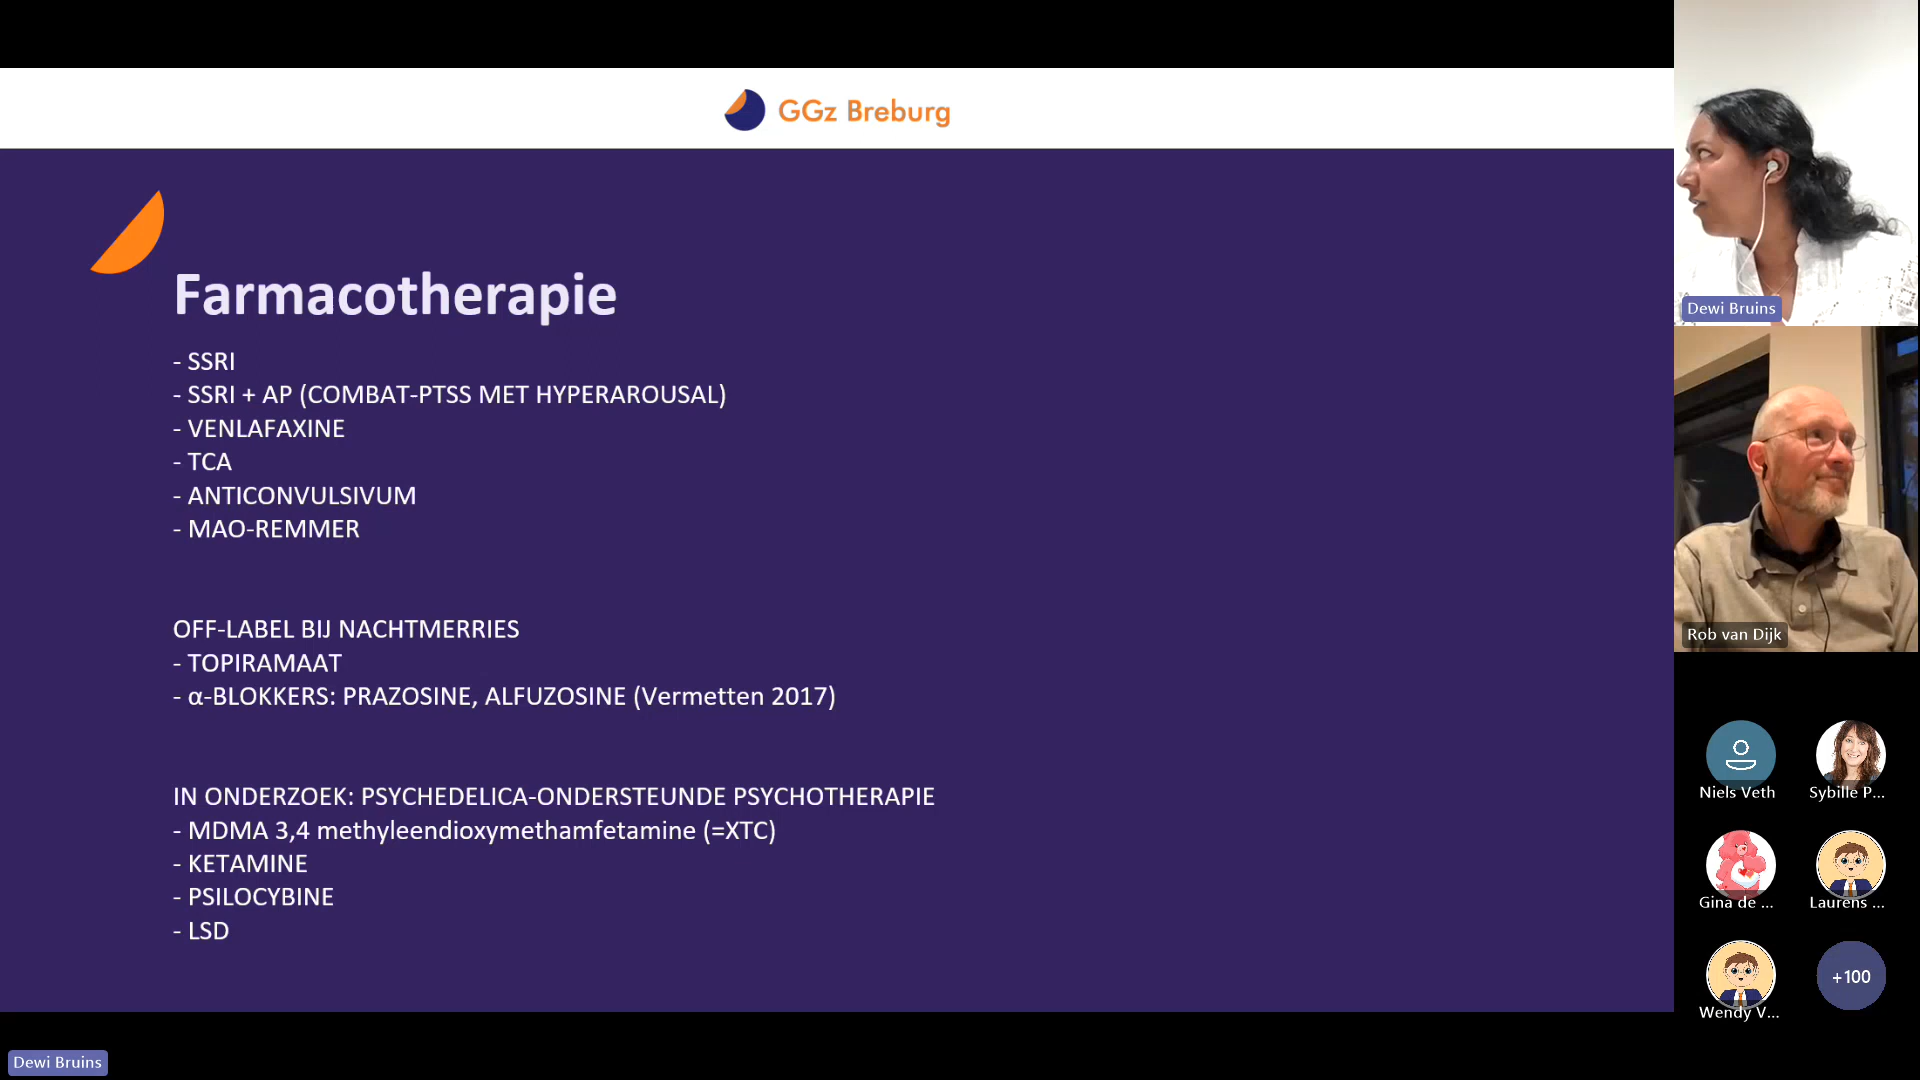 GGz Breburg
Farmacotherapie
- SSRI
- SSRI + AP (COMBAT-PTSS MET HYPERAROUSAL)
- VENLAFAXINE
- TCA
- ANTICONVULSIVUM
- MAO-REMMER
OFF-LABEL BIJ NACHTMERRIES
- TOPIRAMAAT
- α-BLOKKERS: PRAZOSINE, ALFUZOSINE (Vermetten 2017)
IN ONDERZOEK: PSYCHEDELICA-ONDERSTEUNDE PSYCHOTHERAPIE
- MDMA 3,4 methyleendioxymethamfetamine (=XTC)
- KETAMINE
- PSILOCYBINE
- LSD
Dewi Bruins
Rob van Dijk
Niels Veth
Sybille P...
Gina de ...
Laurens ...
Wendy V...
+100
Dewi Bruins